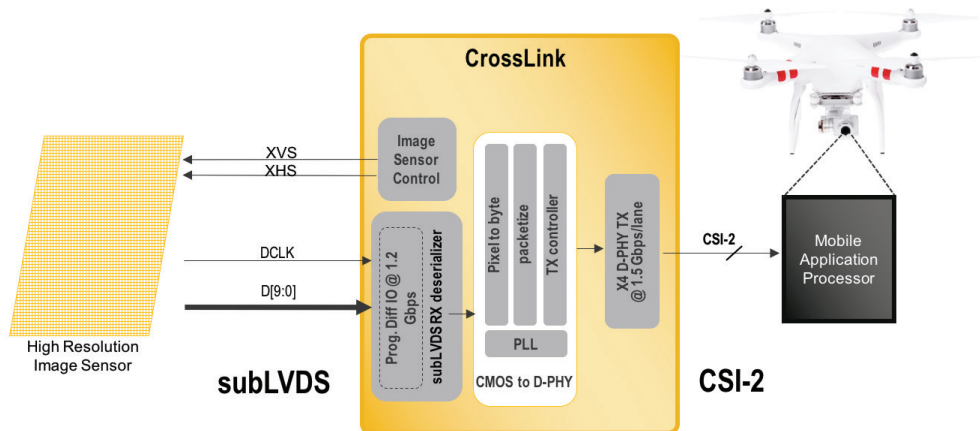 CrossLink
Image
Sensor
Control
XVS
XHS
DCLK
D[9:0]
High Resolution
Image Sensor
subLVDS
Prog. Diff IO @ 1.2
Gbps
subLVDS RX deserializer
Pixel to byte
packetize
TX controller
PLL
CMOS to D-PHY
X4 D-PHY TX
@ 1.5 Gbps/lane
CSI-2
CSI-2
Mobile
Application
Processor